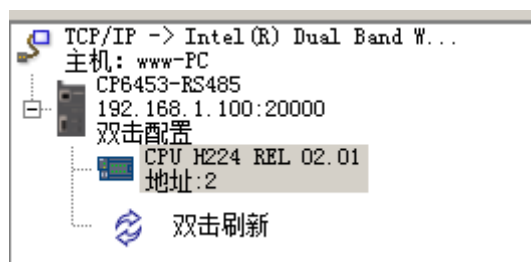 TCP/IP -> Intel(R) Dual Band W...
主机: www-PC
CP6453-RS485
192.168.1.100:20000
双击配置
CPU H224 REL 02.01
地址:2
双击刷新